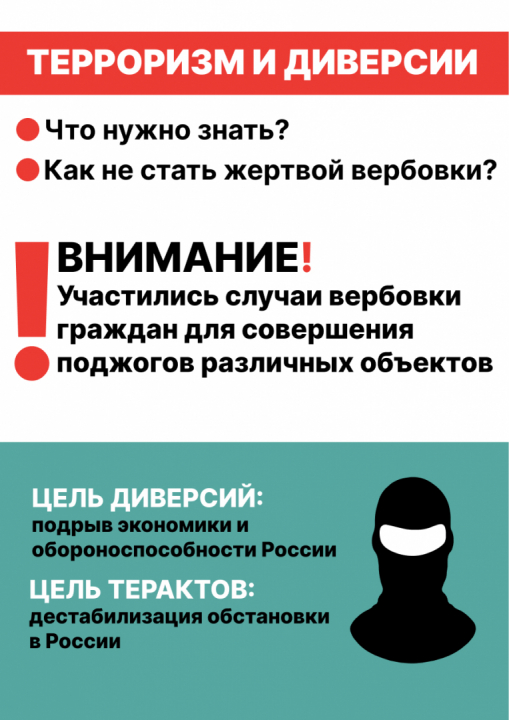 ТЕРРОРИЗМ И ДИВЕРСИИ
Что нужно знать?
Как не стать жертвой вербовки?
ВНИМАНИЕ!
Участились случаи вербовки
граждан для совершения
поджогов различных объектов
ЦЕЛЬ ДИВЕРСИЙ:
подрыв экономики и
обороноспособности России
ЦЕЛЬ ТЕРАКТОВ:
дестабилизация обстановки
в России